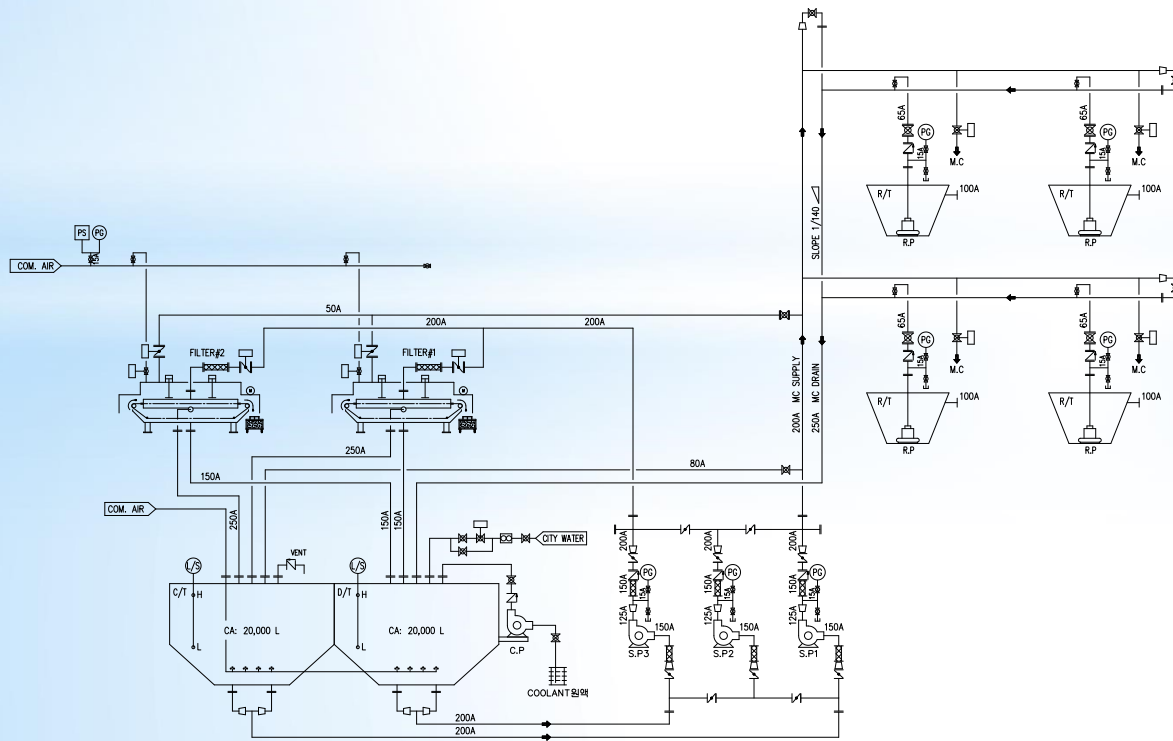 65A
PG
15A
M.C
R/T
100A
R.P
65A
PG
15A
M.C
R/T
100A
R.P
SLOPE 1/140
PS
PG
15A
COM. AIR
50A
200A
200A
65A
PG
15A
M.C
R/T
100A
R.P
65A
PG
15A
M.C
R/T
100A
R.P
FILTER#2
FILTER#1
M
M
200A MC SUPPLY
250A MC DRAIN
250A
150A
80A
COM. AIR
250A
150A
150A
CITY WATER
VENT
L/S
L/S
C/T
H
D/T
H
CA: 20,000 L
CA: 20,000 L
L
L
C.P
COOLANT원액
200A
PG
15A
125A
150A
S.P3
200A
PG
15A
125A
150A
S.P2
200A
PG
15A
125A
150A
S.P1
200A
200A